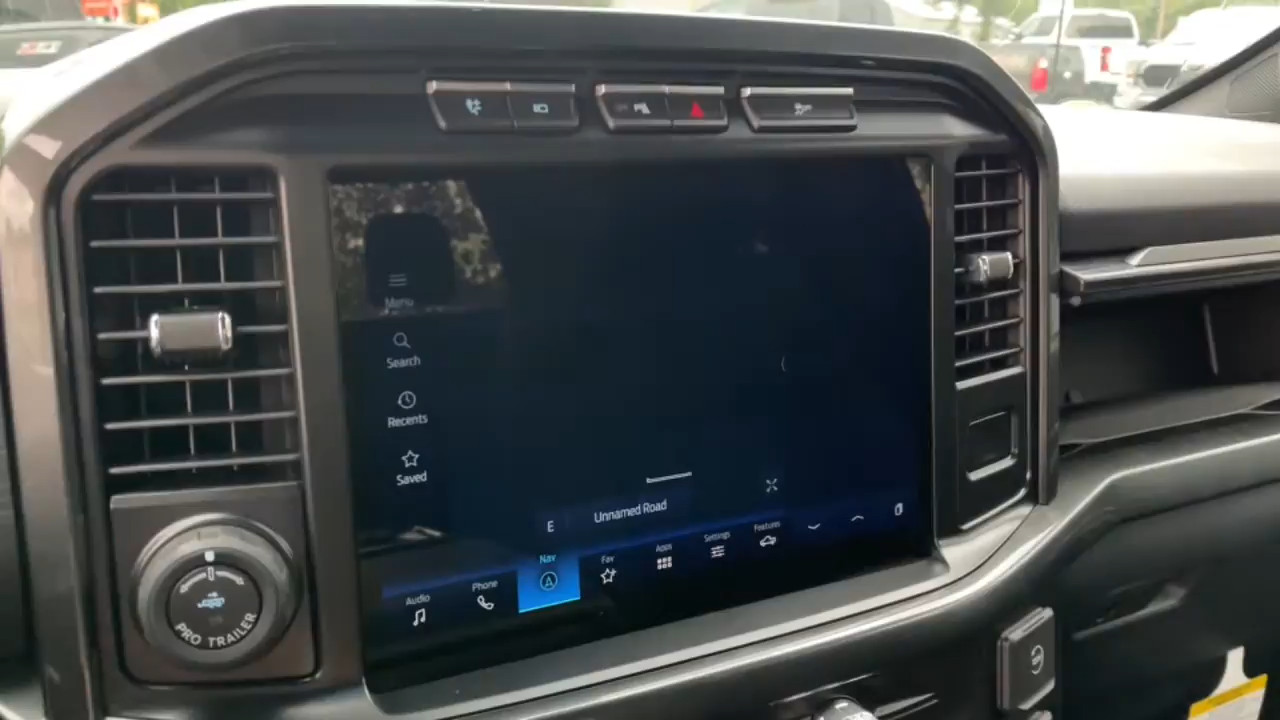 Menu
Search
Recents
Saved
E
Unnamed Road
Audio
Phone
Nav
Fav
Apps
Settings
Features
PRO TRAILER